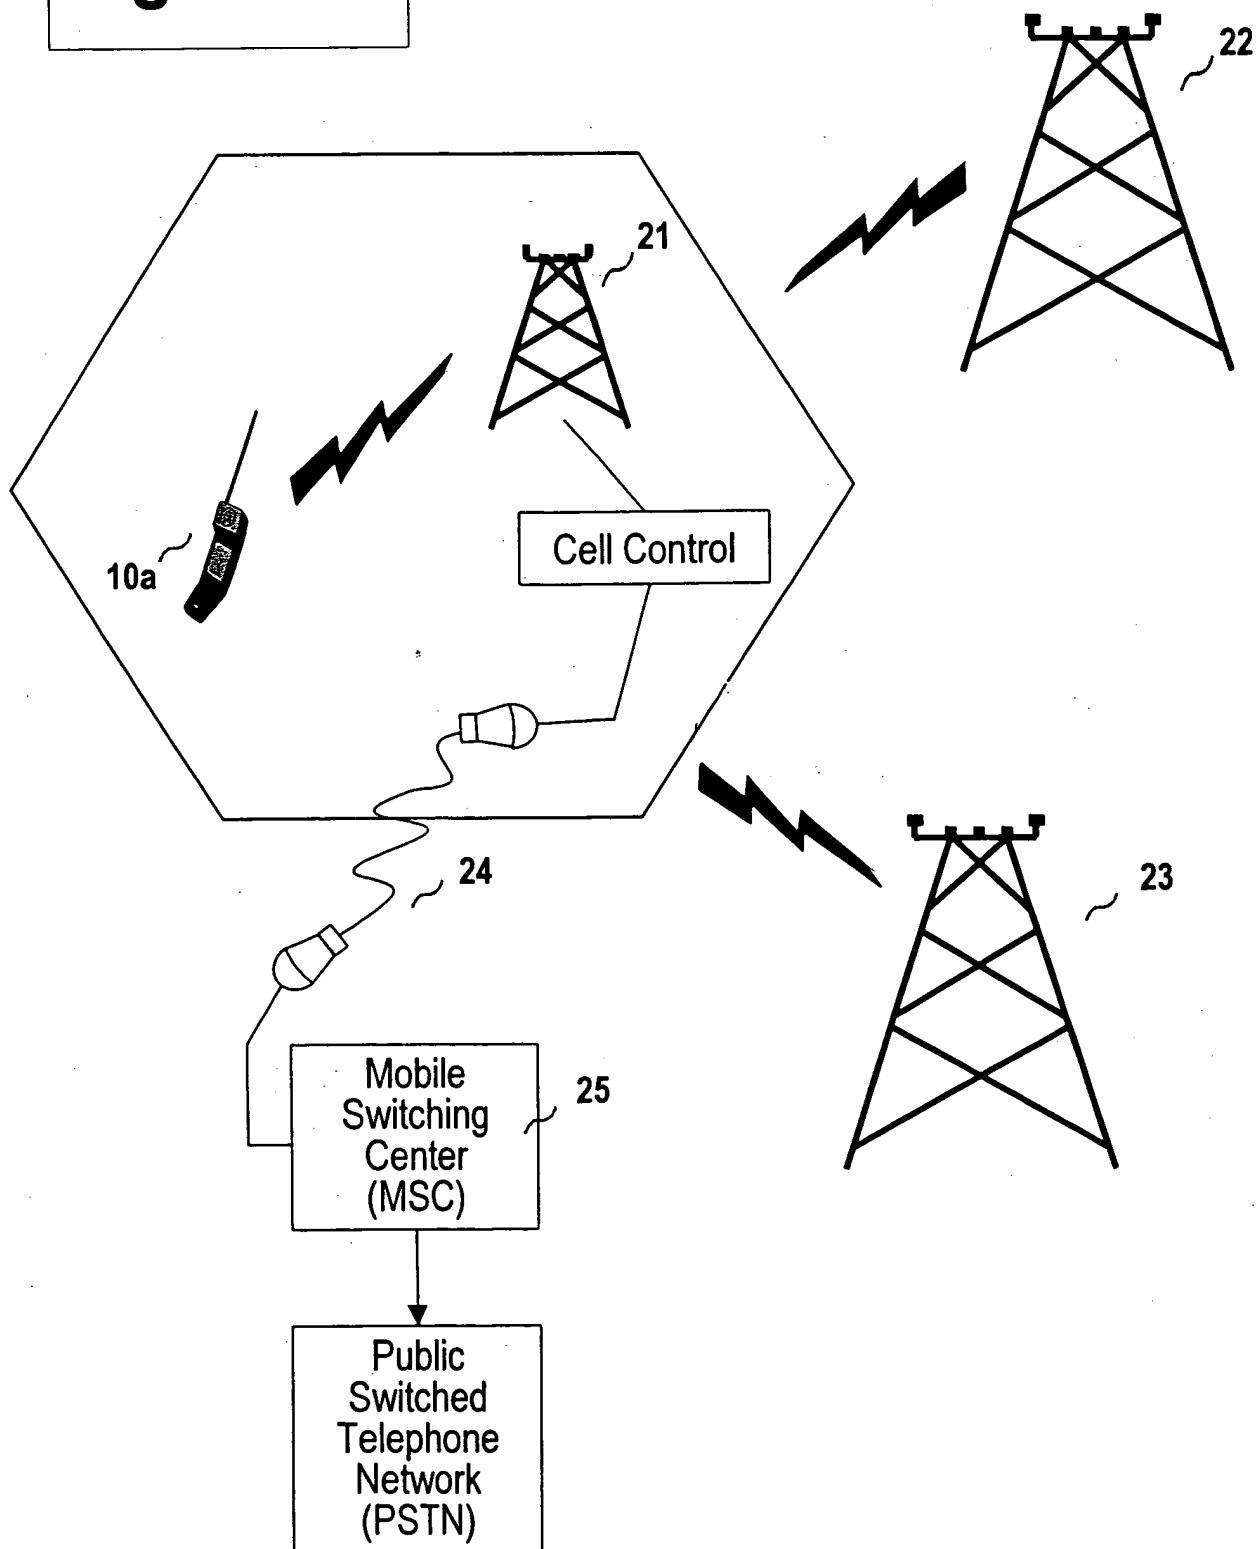 22
21
Cell Control
10a
24
23
Mobile
Switching
Center
(MSC)
25
Public
Switched
Telephone
Network
(PSTN)